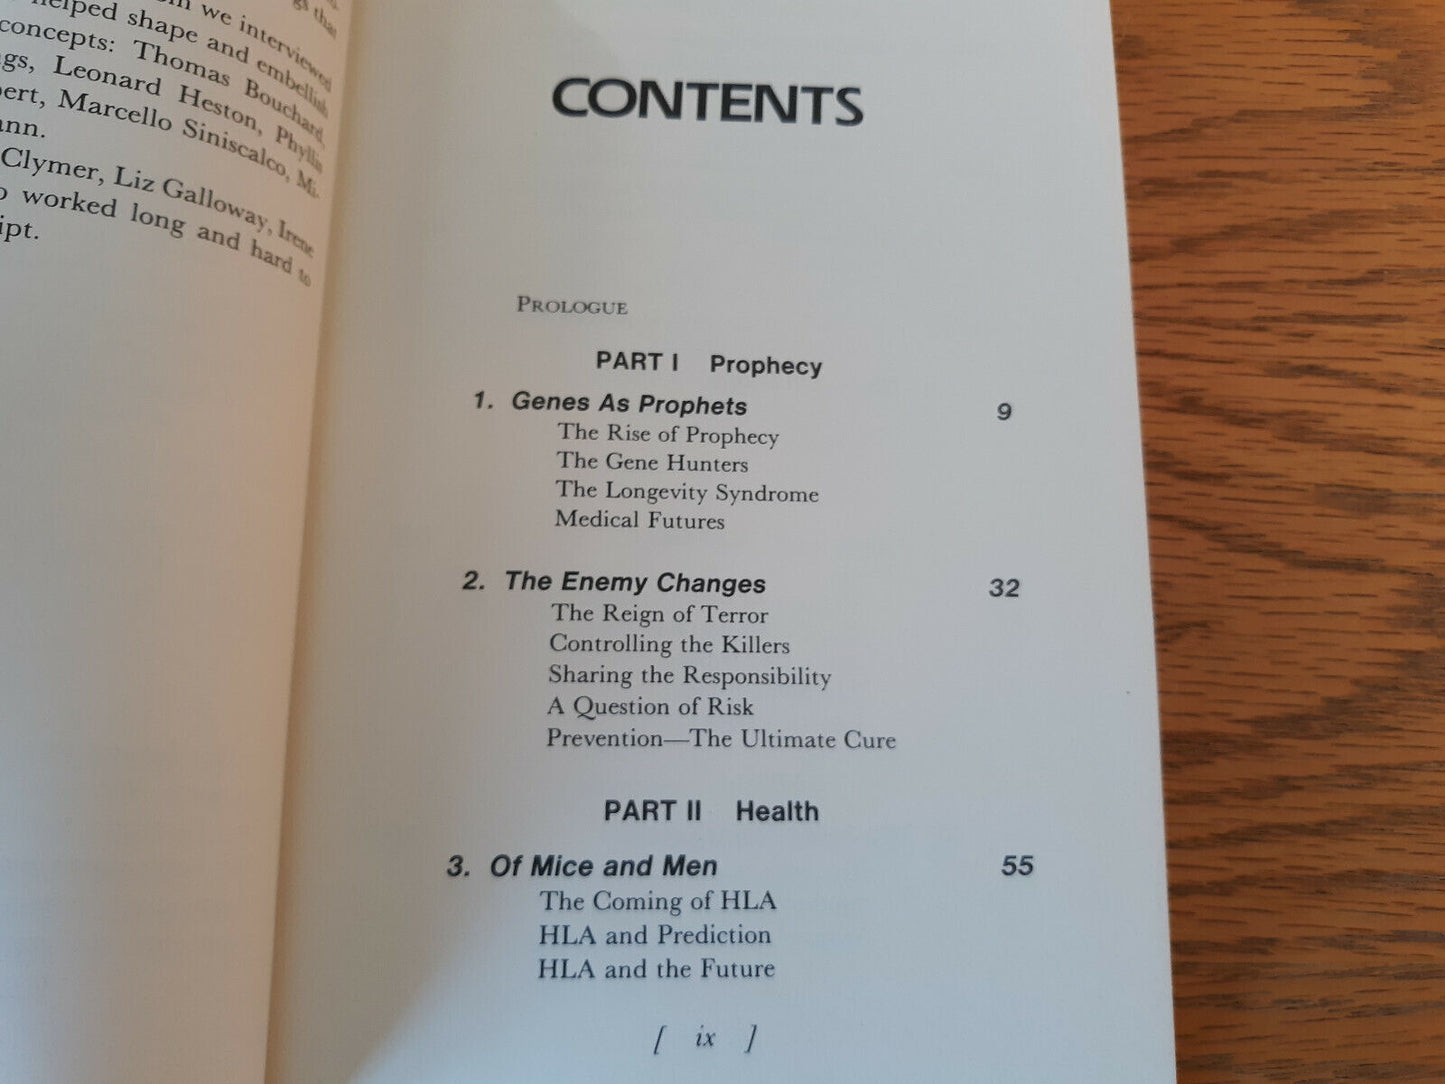 we interviewed
helped shape and embellish
concepts: Thomas Bouchard,
Leonard Heston, Phyllis
Marcello Siniscalco, Mi-
Clymer, Liz Galloway, Irene
worked long and hard to
CONTENTS
PROLOGUE
PART I Prophecy
1. Genes As Prophets 9
The Rise of Prophecy
The Gene Hunters
The Longevity Syndrome
Medical Futures
2. The Enemy Changes 32
The Reign of Terror
Controlling the Killers
Sharing the Responsibility
A Question of Risk
Prevention—The Ultimate Cure
PART II Health
3. Of Mice and Men 55
The Coming of HLA
HLA and Prediction
HLA and the Future
[ ix ]